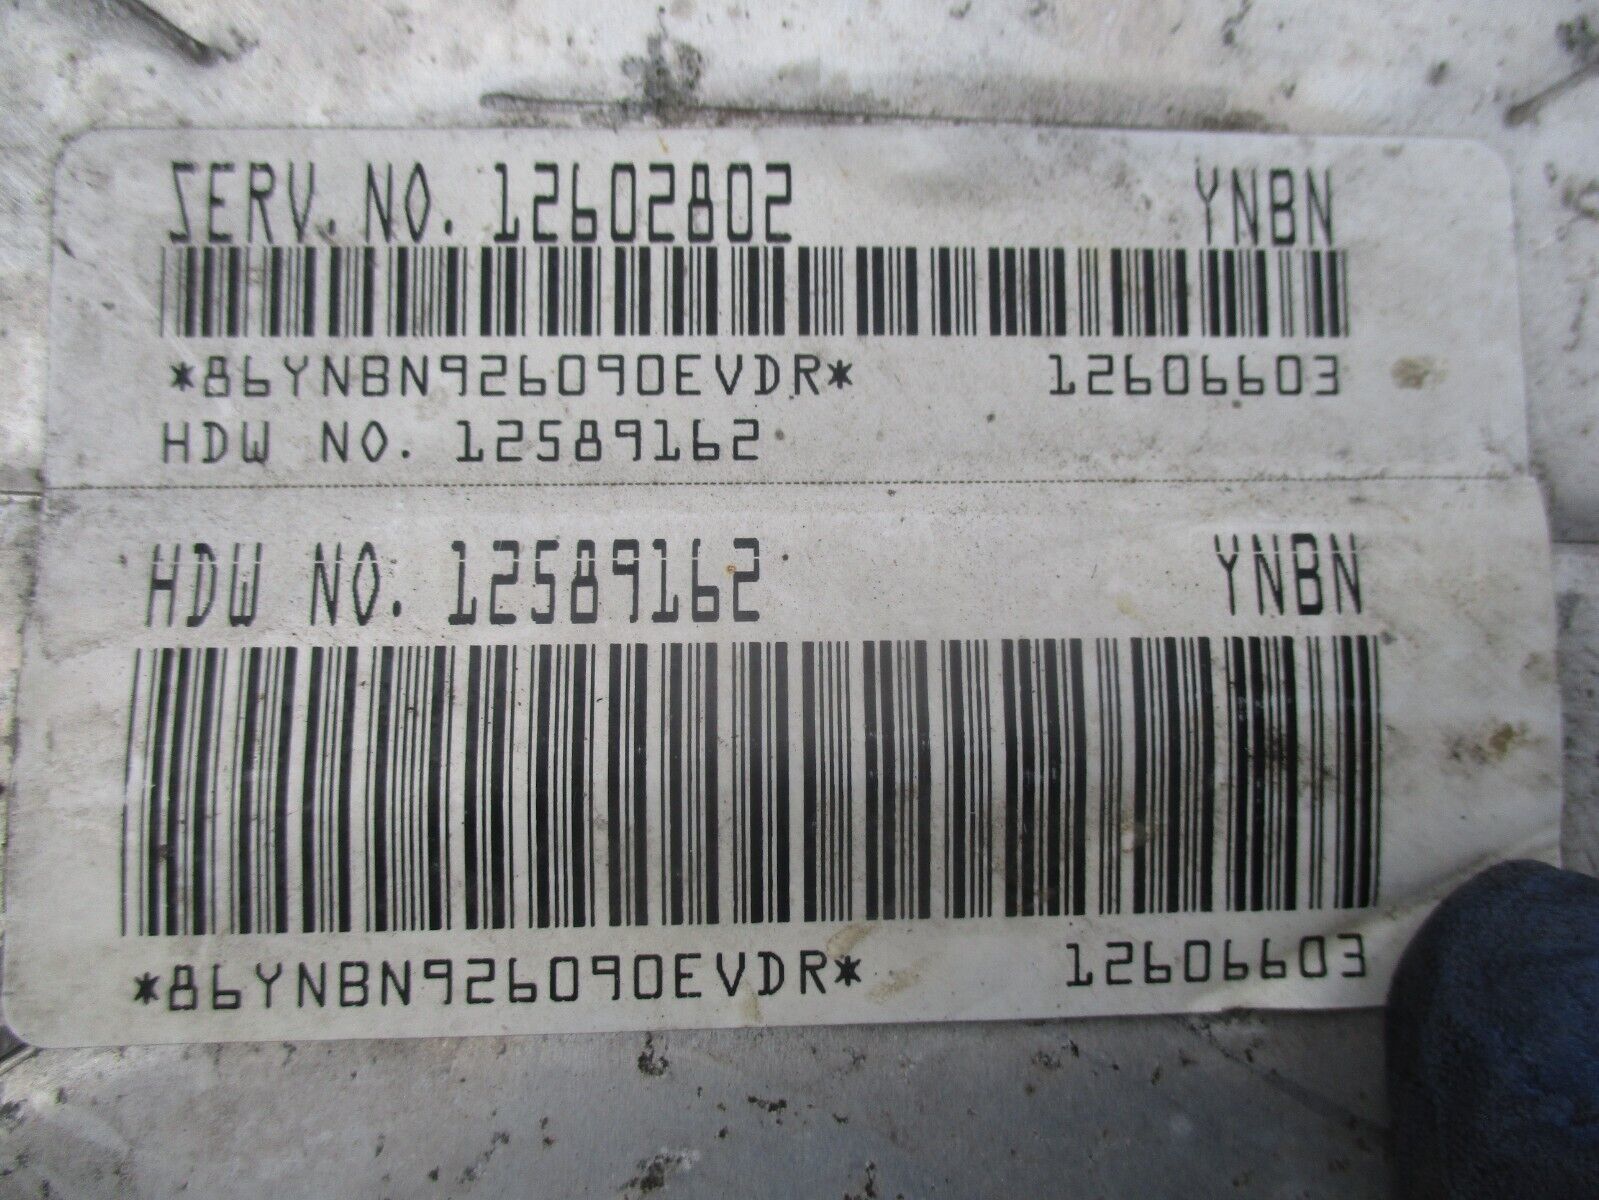 SERV. NO. 12602802 YNBN
*86YNBN926090EVDR* 12606603
HDW NO. 12589162
HDW NO. 12589162 YNBN
*86YNBN926090EVDR* 12606603